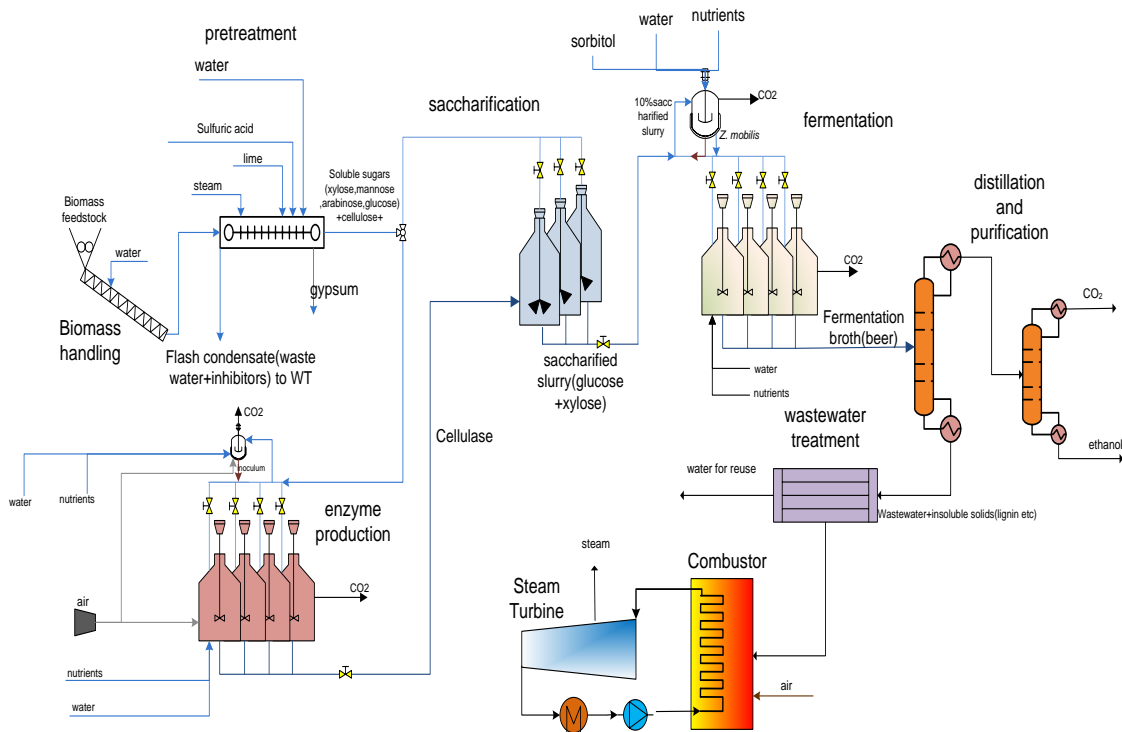 pretreatment
water
Sulfuric acid
lime
steam
Biomass
feedstock
water
Biomass
handling
Soluble sugars
(xylose,mannose
,arabinose,glucose)
+cellulose+
gypsum
Flash condensate(waste
water+inhibitors) to WT
saccharification
saccharified
slurry(glucose
+xylose)
sorbitol
water
nutrients
10%sacc
harified
slurry
CO2
Z. mobilis
fermentation
CO2
water
nutrients
Fermentation
broth(beer)
distillation
and
purification
CO2
ethanol
wastewater
treatment
water for reuse
Wastewater+insoluble solids(lignin etc)
Cellulase
CO2
noculum
water
nutrients
enzyme
production
CO2
air
nutrients
water
steam
Steam
Turbine
Combustor
air